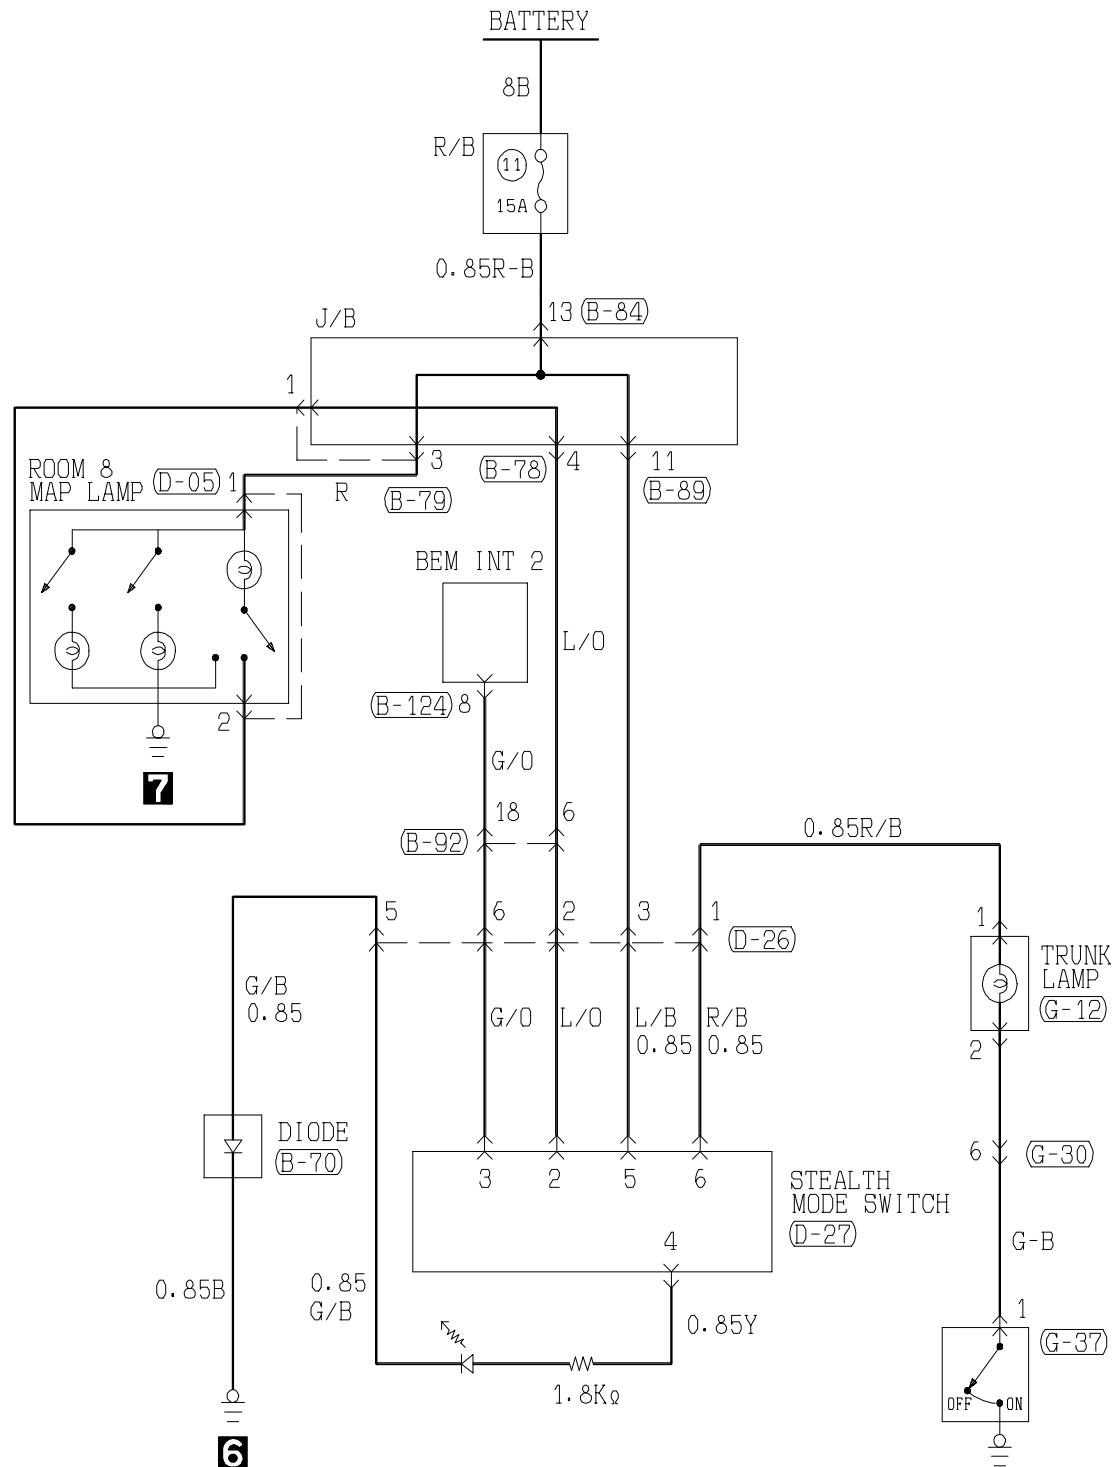 BATTERY
8B
R/B
11
15A
0.85R-B
13 (B-84)
J/B
1
3
(B-78)
4
11
(B-79)
(B-89)
R
ROOM 8
MAP LAMP
(D-05)
1
BEM INT 2
L/O
(B-124)
8
2
7
G/O
18
6
(B-92)
0.85R/B
5
6
2
3
1
(D-26)
1
TRUNK
LAMP
(G-12)
2
G/B
0.85
G/O
L/O
L/B
0.85
R/B
0.85
DIODE
(B-70)
6
(G-30)
3
2
5
6
STEALTH
MODE SWITCH
(D-27)
4
G-B
0.85B
0.85
G/B
0.85Y
1
(G-37)
1.8KΩ
OFF
ON
6